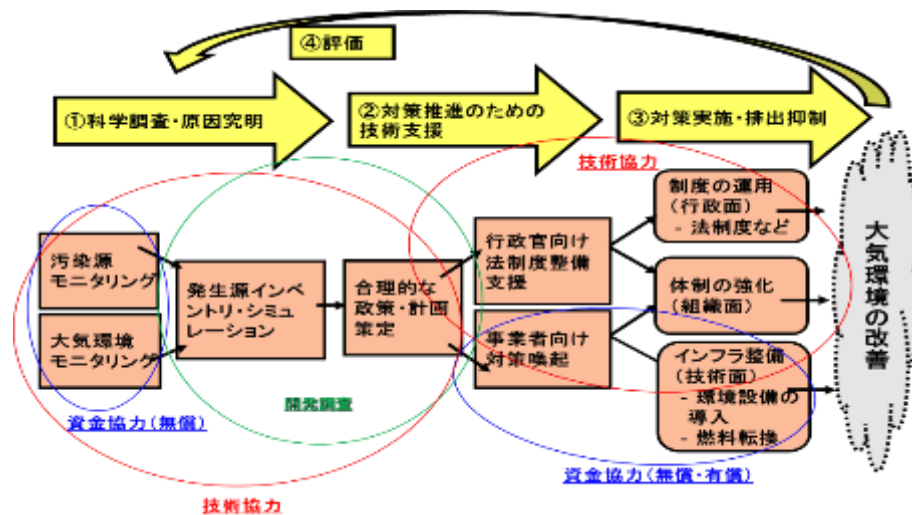 ④評価
①科学調査・原因究明
②対策推進のための
技術支援
③対策実施・排出抑制
技術協力
汚染源
モニタリング
大気環境
モニタリング
資金協力(無償)
発生源インベ
ントリ・シミュ
レーション
合理的な
政策・計画
策定
開発調査
技術協力
行政官向け
法制度整備
支援
事業者向け
対策喚起
制度の運用
(行政面)
- 法制度など
体制の強化
(組織面)
インフラ整備
(技術面)
- 環境設備の
導入
- 燃料転換
資金協力(無償・有償)
大気環境の改善